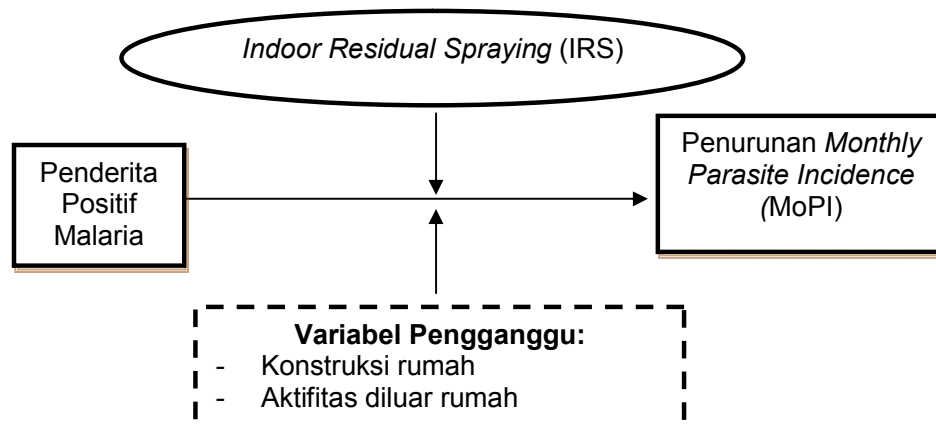 Indoor Residual Spraying (IRS)
Penderita
Positif
Malaria
Penurunan Monthly
Parasite Incidence
(MoPI)
Variabel Pengganggu:
- Konstruksi rumah
- Aktifitas diluar rumah